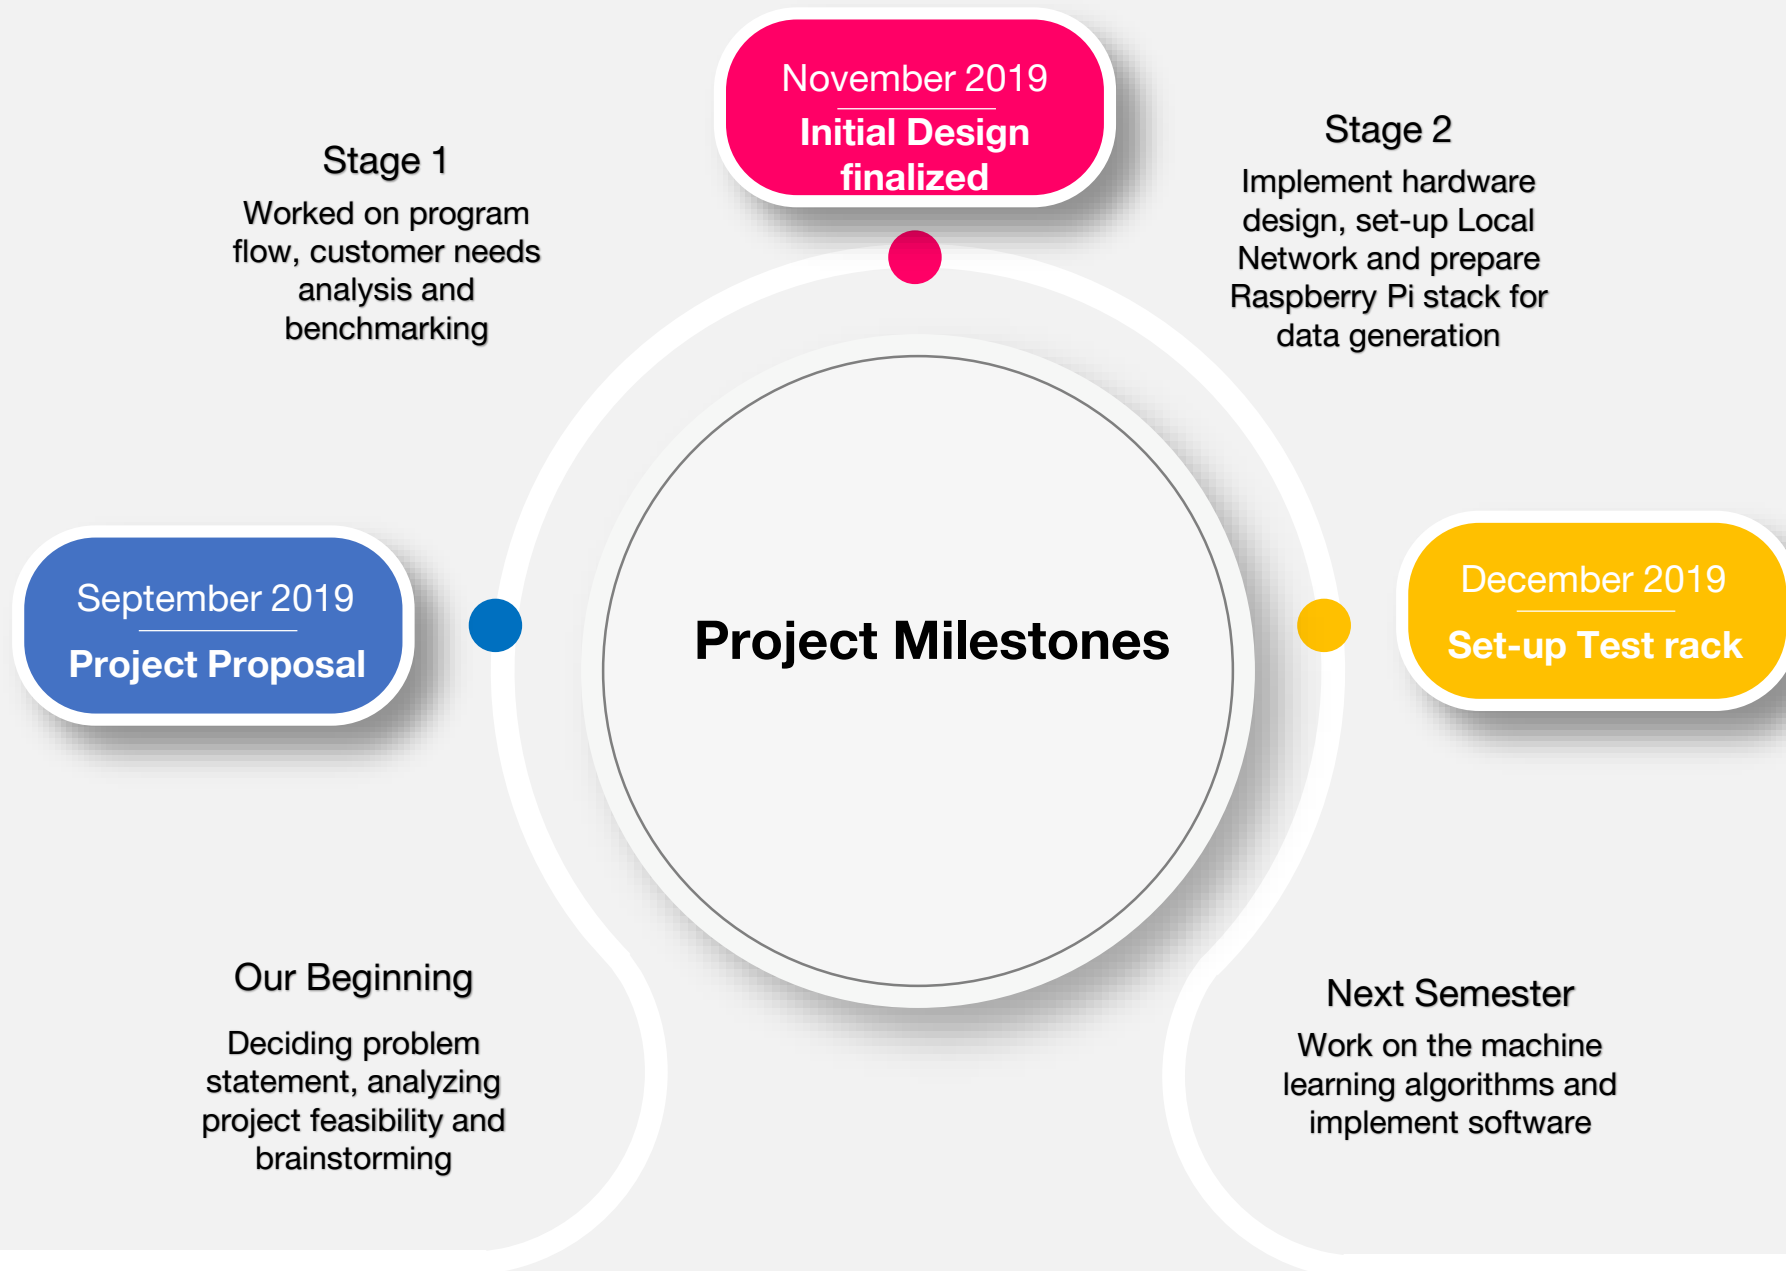 November 2019
Initial Design
finalized
Stage 1
Worked on program
flow, customer needs
analysis and
benchmarking
Stage 2
Implement hardware
design, set-up Local
Network and prepare
Raspberry Pi stack for
data generation
September 2019
Project Proposal
Project Milestones
December 2019
Set-up Test rack
Our Beginning
Deciding problem
statement, analyzing
project feasibility and
brainstorming
Next Semester
Work on the machine
learning algorithms and
implement software